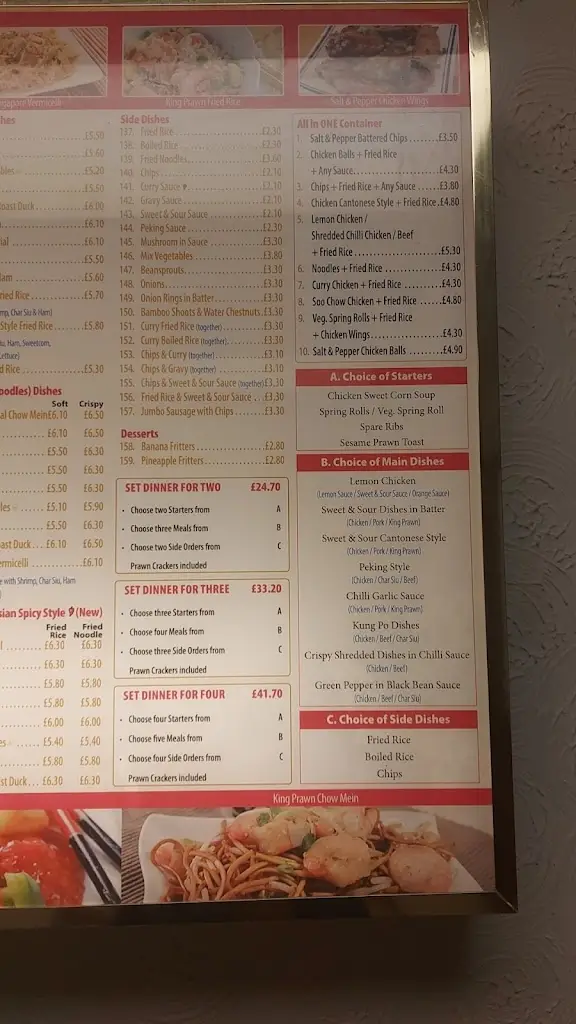 King Prawn Fried Rice
Salt & Pepper Chicken Wings
£5.50
£5.60
£5.20
£5.50
£6.00
£6.10
£6.10
£5.50
£5.60
£5.70
Style Fried Rice £5.80
£5.30
Dishes
Soft Crispy
£6.10 £6.50
£6.10 £6.50
£5.50 £6.30
£5.50 £6.30
£5.50 £6.30
£5.10 £5.90
£5.50 £6.30
£6.10 £6.50
£6.10
e with Shrimp, Char Siu, Ham
Spicy Style (New)
Fried Rice Fried Noodle
£6.30 £6.30
£6.30 £6.30
£5.80 £5.80
£5.80 £5.80
£6.00 £6.00
£5.40 £5.40
£5.80 £5.80
£6.30 £6.30
Side Dishes
137. Fried Rice £2.30
138. Boiled Rice
139. Fried Noodles £3.60
140. Chips £2.10
141. Curry Sauce £2.10
142. Gravy Sauce £2.10
143. Sweet & Sour Sauce £2.10
144. Peking Sauce £2.30
145. Mushroom in Sauce £3.30
146. Mix Vegetables £3.80
147. Beansprouts £3.30
148. Onions £3.30
149. Onion Rings in Batter £3.30
150. Bamboo Shoots & Water Chestnuts £3.30
151. Curry Fried Rice (together) £3.30
152. Curry Boiled Rice (together) £3.30
153. Chips & Curry (together) £3.10
154. Chips & Gravy (together) £3.10
155. Chips & Sweet & Sour Sauce (together) £3.10
156. Fried Rice & Sweet & Sour Sauce £3.30
157. Jumbo Sausage with Chips £3.30
Desserts
158. Banana Fritters £2.80
159. Pineapple Fritters £2.80
SET DINNER FOR TWO £24.70
• Choose two Starters from A
• Choose three Meals from B
• Choose two Side Orders from C
Prawn Crackers included
SET DINNER FOR THREE £33.20
• Choose three Starters from A
• Choose four Meals from B
• Choose three Side Orders from C
Prawn Crackers included
SET DINNER FOR FOUR £41.70
• Choose four Starters from A
• Choose five Meals from B
• Choose four Side Orders from C
Prawn Crackers included
All in ONE Container
1. Salt & Pepper Battered Chips £3.50
2. Chicken Balls + Fried Rice
+ Any Sauce £4.30
3. Chips + Fried Rice + Any Sauce £3.80
4. Chicken Cantonese Style + Fried Rice £4.80
5. Lemon Chicken /
Shredded Chilli Chicken / Beef
+ Fried Rice £5.30
6. Noodles + Fried Rice £4.30
7. Curry Chicken + Fried Rice £4.30
8. Soo Chow Chicken + Fried Rice £4.80
9. Veg. Spring Rolls + Fried Rice
+ Chicken Wings £4.30
10. Salt & Pepper Chicken Balls £4.90
A. Choice of Starters
Chicken Sweet Corn Soup
Spring Rolls / Veg. Spring Roll
Spare Ribs
Sesame Prawn Toast
B. Choice of Main Dishes
Lemon Chicken
(Lemon Sauce / Sweet & Sour Sauce / Orange Sauce)
Sweet & Sour Dishes in Batter
(Chicken / Pork / King Prawn)
Sweet & Sour Cantonese Style
(Chicken / Pork / King Prawn)
Peking Style
(Chicken / Char Siu / Beef)
Chilli Garlic Sauce
(Chicken / Pork / King Prawn)
Kung Po Dishes
(Chicken / Beef / Char Siu)
Crispy Shredded Dishes in Chilli Sauce
(Chicken / Beef)
Green Pepper in Black Bean Sauce
(Chicken / Beef / Char Siu)
C. Choice of Side Dishes
Fried Rice
Boiled Rice
Chips
King Prawn Chow Mein